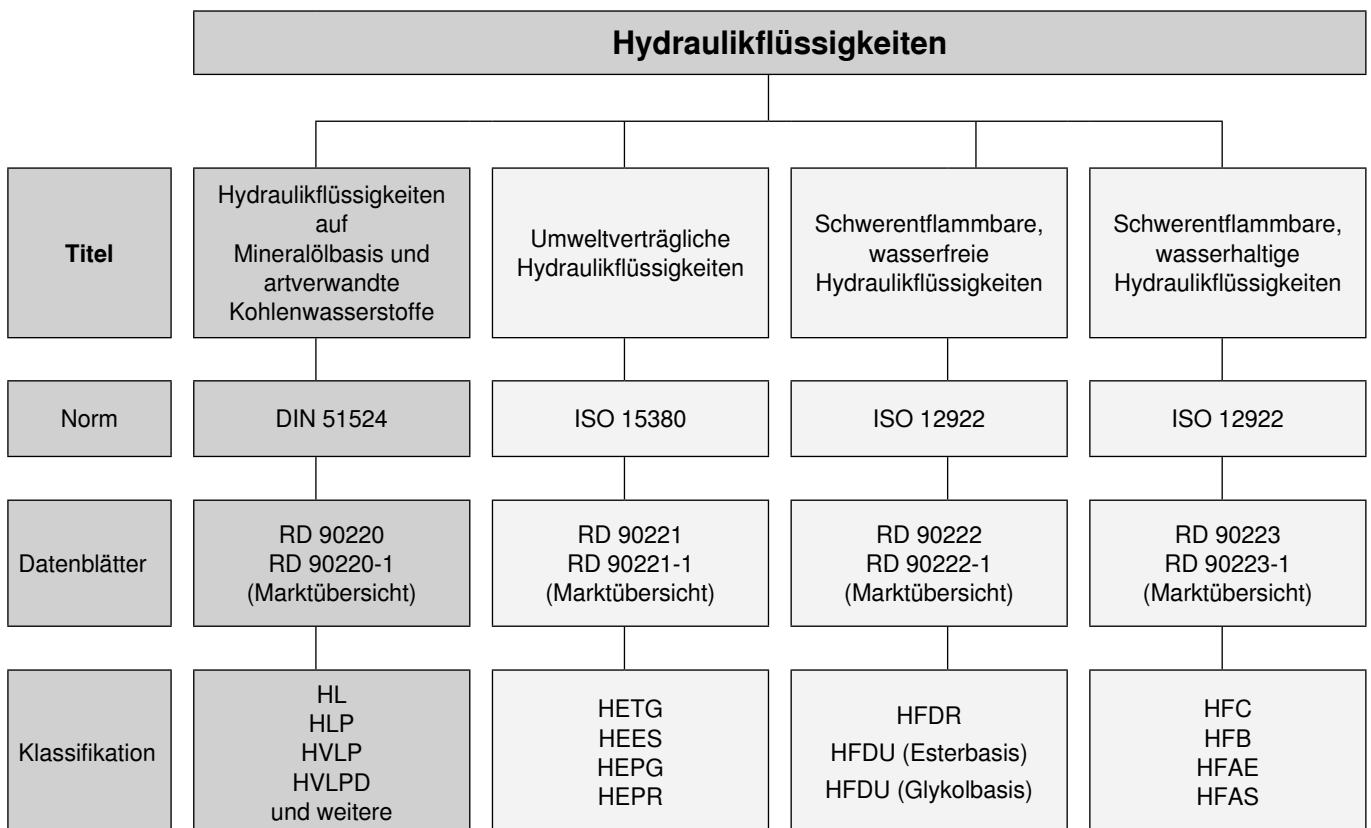 Hydraulikflüssigkeiten
Titel
Hydraulikflüssigkeiten
auf
Mineralölbasis und
artverwandte
Kohlenwasserstoffe
Umweltverträgliche
Hydraulikflüssigkeiten
Schwerentflammbare,
wasserfreie
Hydraulikflüssigkeiten
Schwerentflammbare,
wasserhaltige
Hydraulikflüssigkeiten
Norm
DIN 51524
ISO 15380
ISO 12922
ISO 12922
Datenblätter
RD 90220
RD 90220-1
(Marktübersicht)
RD 90221
RD 90221-1
(Marktübersicht)
RD 90222
RD 90222-1
(Marktübersicht)
RD 90223
RD 90223-1
(Marktübersicht)
Klassifikation
HL
HLP
HVLP
HVLPD
und weitere
HETG
HEES
HEPG
HEPR
HFDR
HFDU (Esterbasis)
HFDU (Glykolbasis)
HFC
HFB
HFAE
HFAS